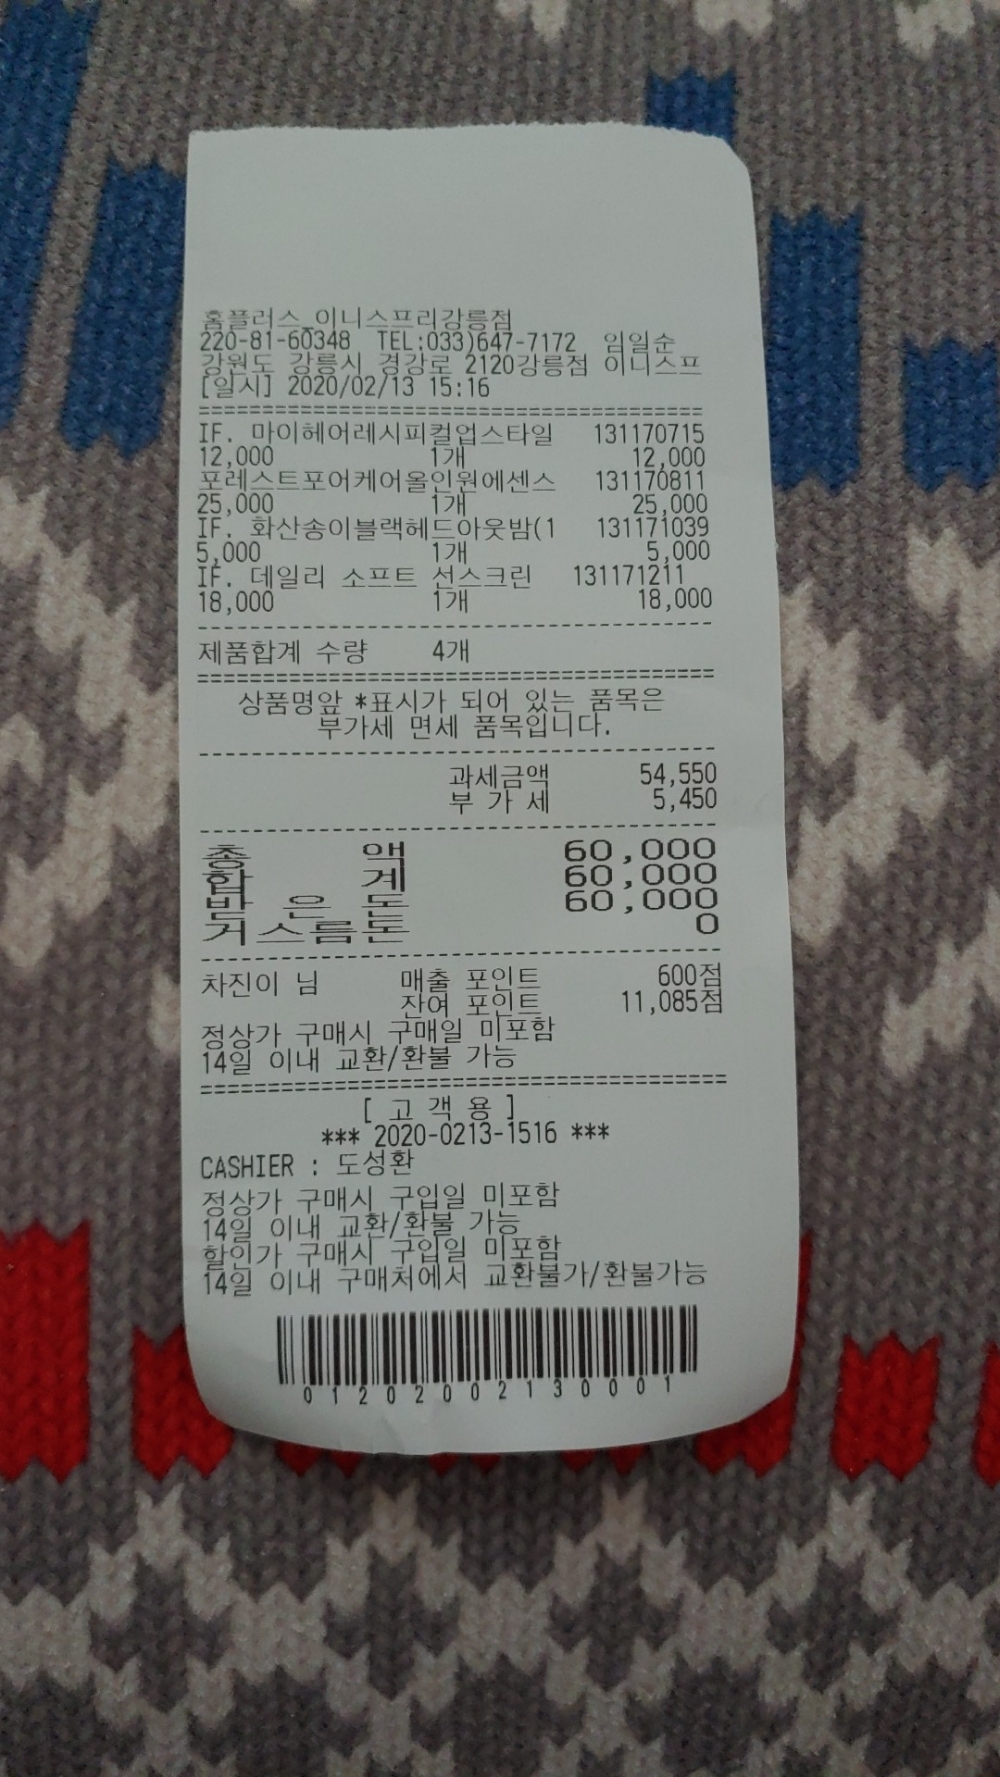 홈플러스_이니스프리강릉점
220-81-60348 TEL:033)647-7172 임일순
강원도 강릉시 경강로 2120강릉점 이니스프
[일시] 2020/02/13 15:16
==========================================
IF. 마이헤어레시피컬업스타일 131170715
12,000 1개 12,000
포레스트포어케어올인원에센스 131170811
25,000 1개 25,000
IF. 화산송이블랙헤드아웃밤(1 131171039
5,000 1개 5,000
IF. 데일리 소프트 선스크린 131171211
18,000 1개 18,000
------------------------------------------
제품합계 수량 4개
==========================================
상품명앞 *표시가 되어 있는 품목은
부가세 면세 품목입니다.
------------------------------------------
과세금액 54,550
부 가 세 5,450
------------------------------------------
총 액 60,000
합 계 60,000
받 은 돈 60,000
거스름돈 0
------------------------------------------
차진이 님 매출 포인트 600점
잔여 포인트 11,085점
정상가 구매시 구매일 미포함
14일 이내 교환/환불 가능
==========================================
[ 고 객 용 ]
*** 2020-0213-1516 ***
CASHIER : 도성환
정상가 구매시 구입일 미포함
14일 이내 교환/환불 가능
할인가 구매시 구입일 미포함
14일 이내 구매처에서 교환불가/환불가능
01202002130001